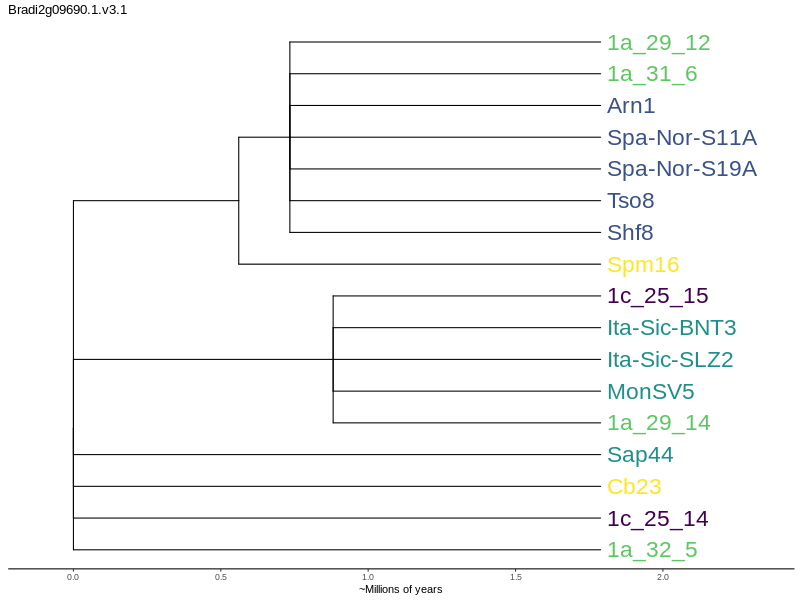 Bradi2g09690.1.v3.1
1a_29_12
1a_31_6
Arn1
Spa-Nor-S11A
Spa-Nor-S19A
Tso8
Shf8
Spm16
1c_25_15
Ita-Sic-BNT3
Ita-Sic-SLZ2
MonSV5
1a_29_14
Sap44
Cb23
1c_25_14
1a_32_5
0.0 0.5 1.0 1.5 2.0
~Millions of years